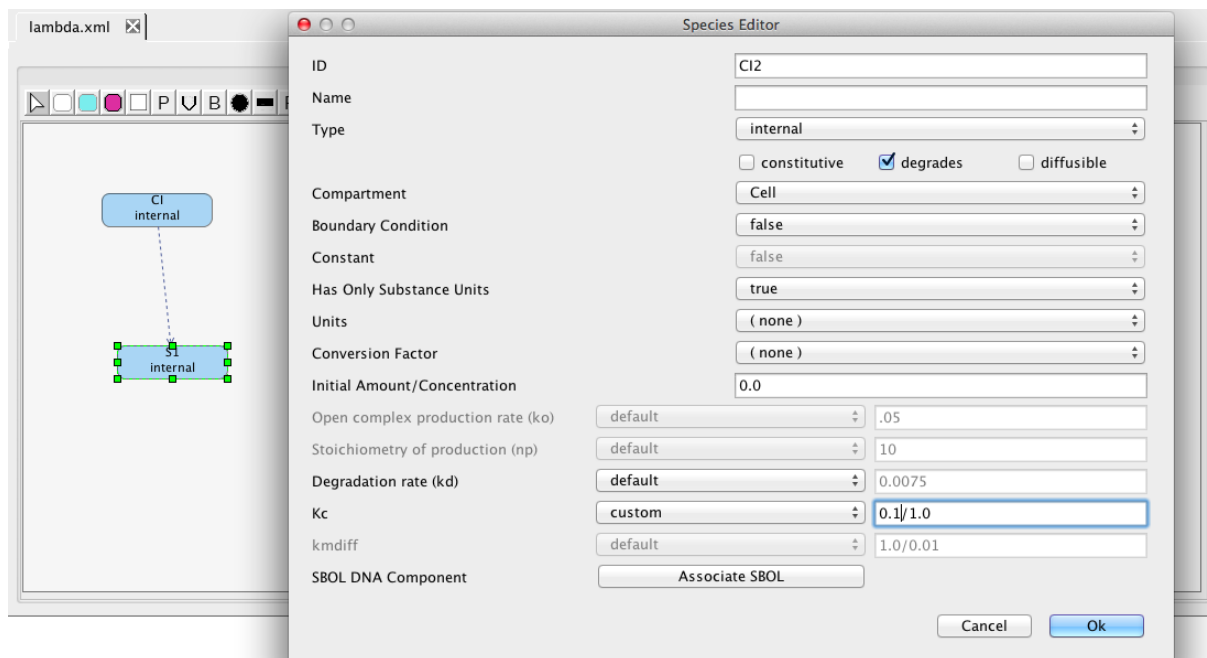 lambda.xml
Species Editor
P V B
CI
internal
S1
internal
ID CI2
Name
Type internal
constitutive degrades diffusible
Compartment Cell
Boundary Condition false
Constant false
Has Only Substance Units true
Units ( none )
Conversion Factor ( none )
Initial Amount/Concentration 0.0
Open complex production rate (ko) default .05
Stoichiometry of production (np) default 10
Degradation rate (kd) default 0.0075
Kc custom 0.1/1.0
kmdiff default 1.0/0.01
SBOL DNA Component Associate SBOL
Cancel Ok